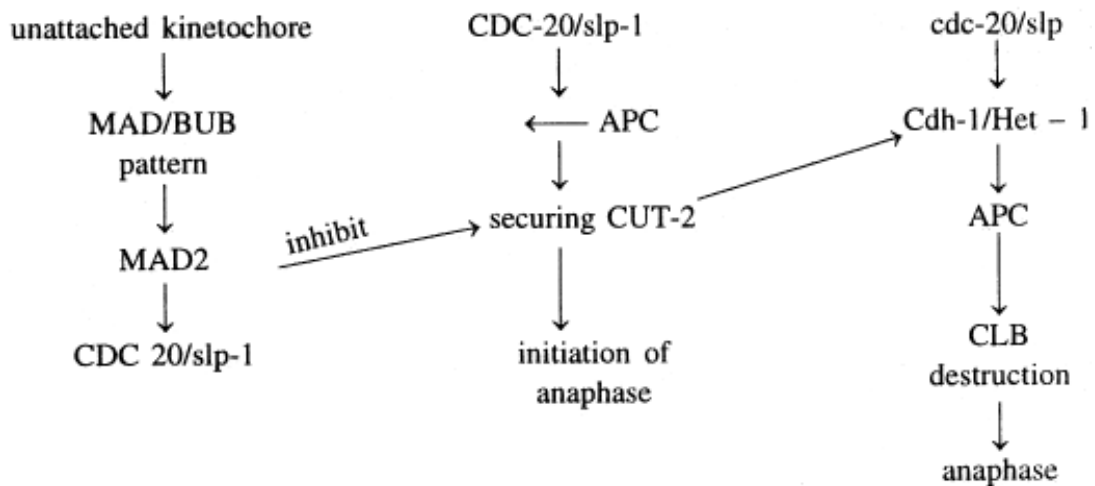 unattached kinetochore
MAD/BUB
pattern
MAD2
CDC 20/slp-1
inhibit
CDC-20/slp-1
APC
securing CUT-2
initiation of
anaphase
cdc-20/slp
Cdh-1/Het – 1
APC
CLB
destruction
anaphase